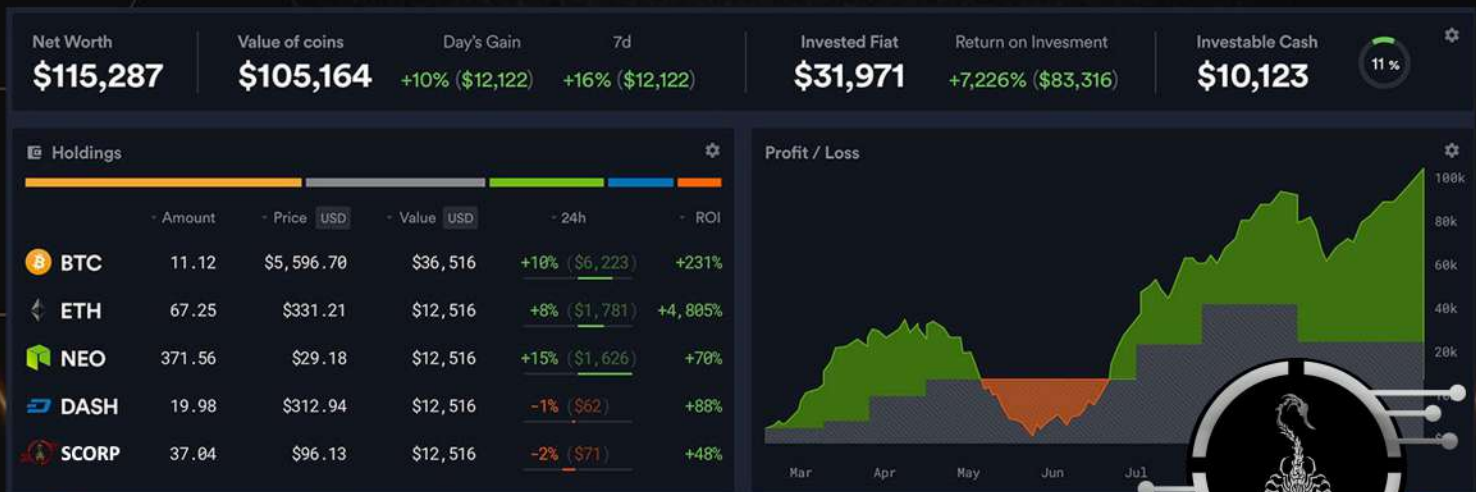 Net Worth
$115,287
Value of coins
$105,164
Day's Gain
+10% ($12,122)
7d
+16% ($12,122)
Invested Fiat
$31,971
Return on Invesment
+7,226% ($83,316)
Investable Cash
$10,123
11 %
Holdings
Amount Price USD Value USD 24h ROI
BTC 11.12 $5,596.70 $36,516 +10% ($6,223) +231%
ETH 67.25 $331.21 $12,516 +8% ($1,781) +4,805%
NEO 371.56 $29.18 $12,516 +15% ($1,626) +70%
DASH 19.98 $312.94 $12,516 -1% ($62) +88%
SCORP 37.04 $96.13 $12,516 -2% ($71) +48%
Profit / Loss
100k
80k
60k
40k
20k
Mar Apr May Jun Jul